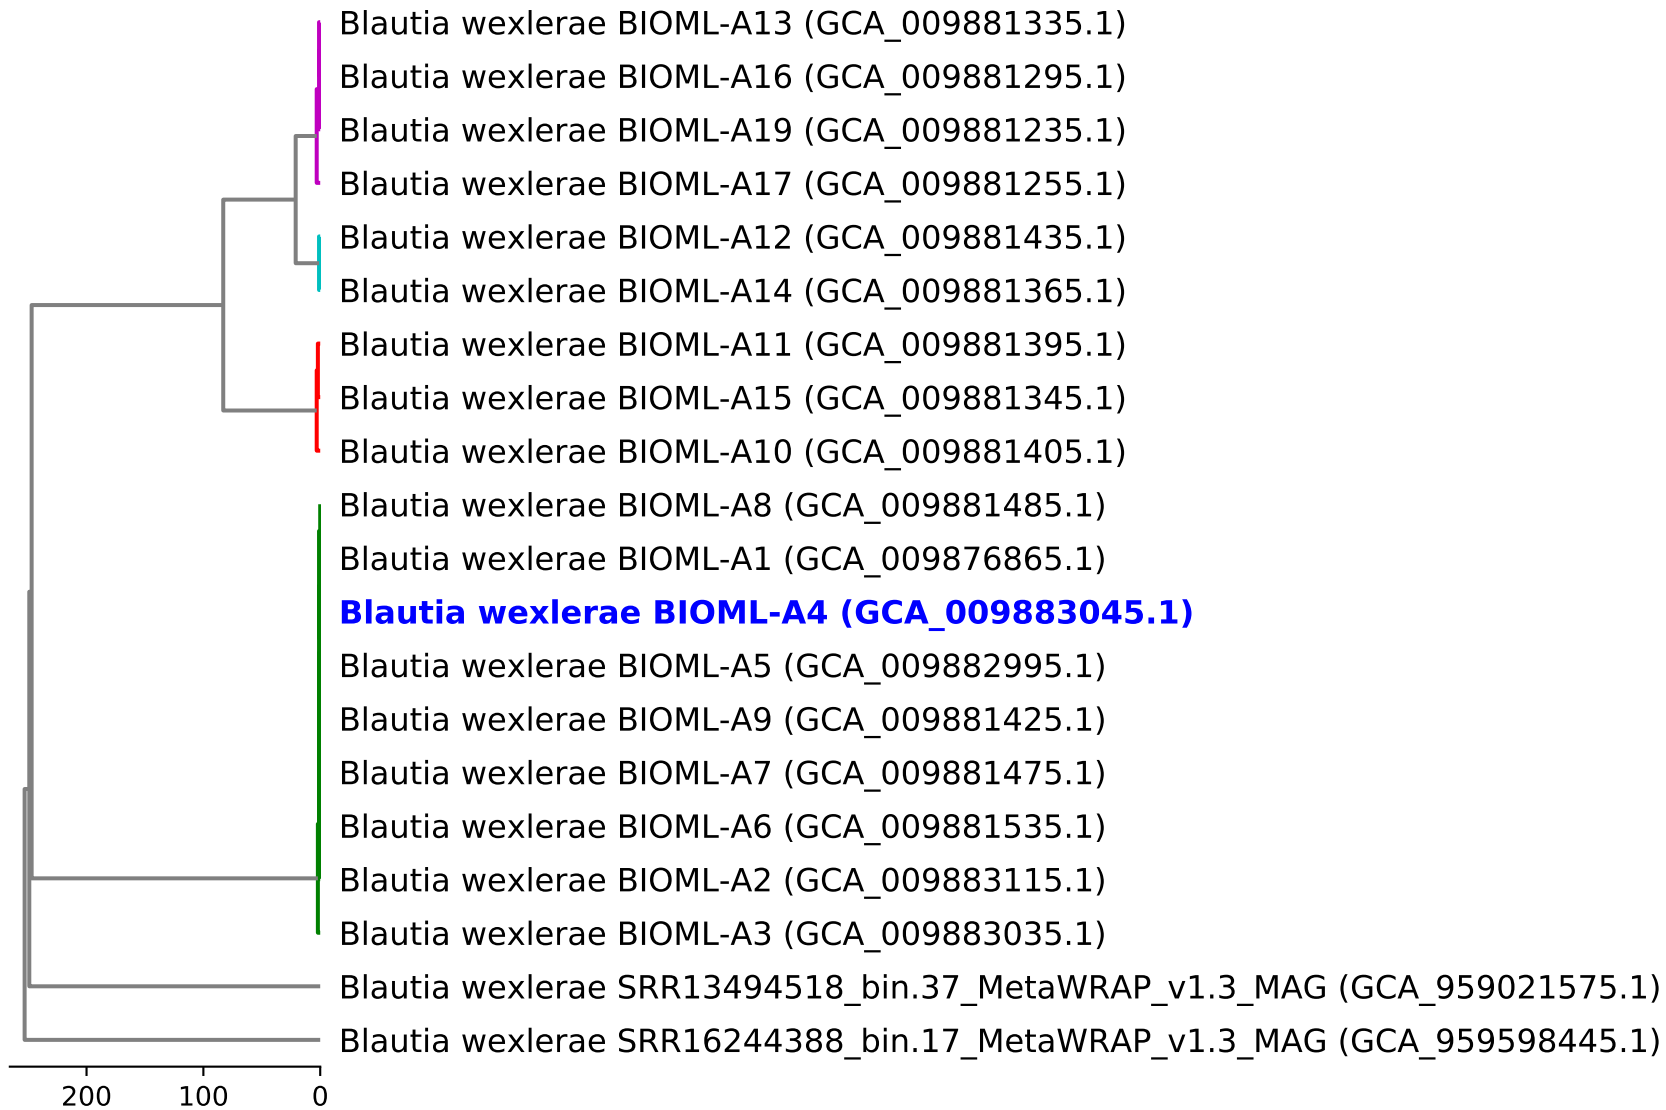 Blautia wexlerae BIOML-A13 (GCA_009881335.1)
Blautia wexlerae BIOML-A16 (GCA_009881295.1)
Blautia wexlerae BIOML-A19 (GCA_009881235.1)
Blautia wexlerae BIOML-A17 (GCA_009881255.1)
Blautia wexlerae BIOML-A12 (GCA_009881435.1)
Blautia wexlerae BIOML-A14 (GCA_009881365.1)
Blautia wexlerae BIOML-A11 (GCA_009881395.1)
Blautia wexlerae BIOML-A15 (GCA_009881345.1)
Blautia wexlerae BIOML-A10 (GCA_009881405.1)
Blautia wexlerae BIOML-A8 (GCA_009881485.1)
Blautia wexlerae BIOML-A1 (GCA_009876865.1)
Blautia wexlerae BIOML-A4 (GCA_009883045.1)
Blautia wexlerae BIOML-A5 (GCA_009882995.1)
Blautia wexlerae BIOML-A9 (GCA_009881425.1)
Blautia wexlerae BIOML-A7 (GCA_009881475.1)
Blautia wexlerae BIOML-A6 (GCA_009881535.1)
Blautia wexlerae BIOML-A2 (GCA_009883115.1)
Blautia wexlerae BIOML-A3 (GCA_009883035.1)
Blautia wexlerae SRR13494518_bin.37_MetaWRAP_v1.3_MAG (GCA_959021575.1)
Blautia wexlerae SRR16244388_bin.17_MetaWRAP_v1.3_MAG (GCA_959598445.1)
200 100 0